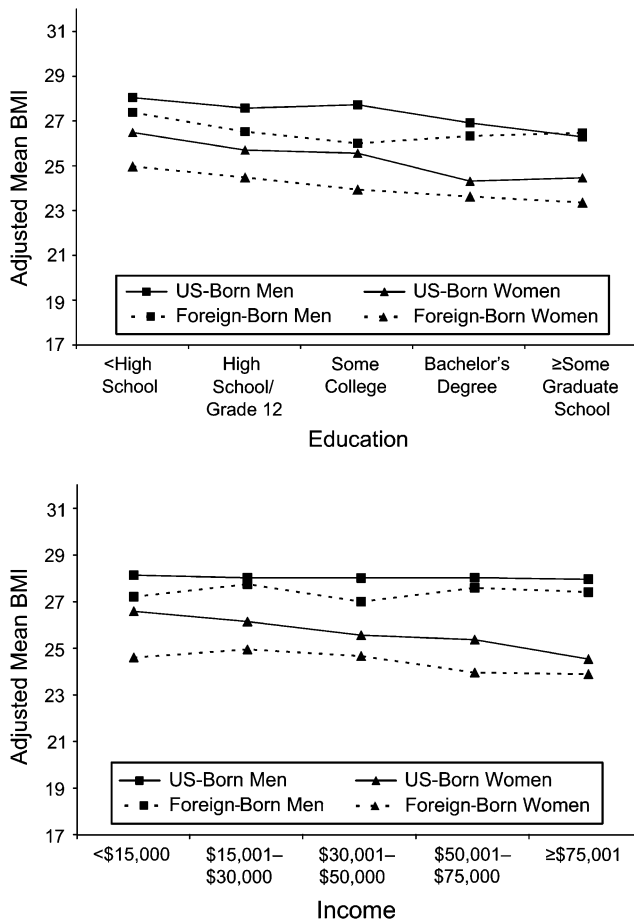 Adjusted Mean BMI
31
29
27
25
23
21
19
17
US-Born Men
US-Born Women
Foreign-Born Men
Foreign-Born Women
<High
School
High
School/
Grade 12
Some
College
Bachelor's
Degree
≥Some
Graduate
School
Education
Adjusted Mean BMI
31
29
27
25
23
21
19
17
US-Born Men
US-Born Women
Foreign-Born Men
Foreign-Born Women
<$15,000
$15,001–
$30,000
$30,001–
$50,000
$50,001–
$75,000
≥$75,001
Income